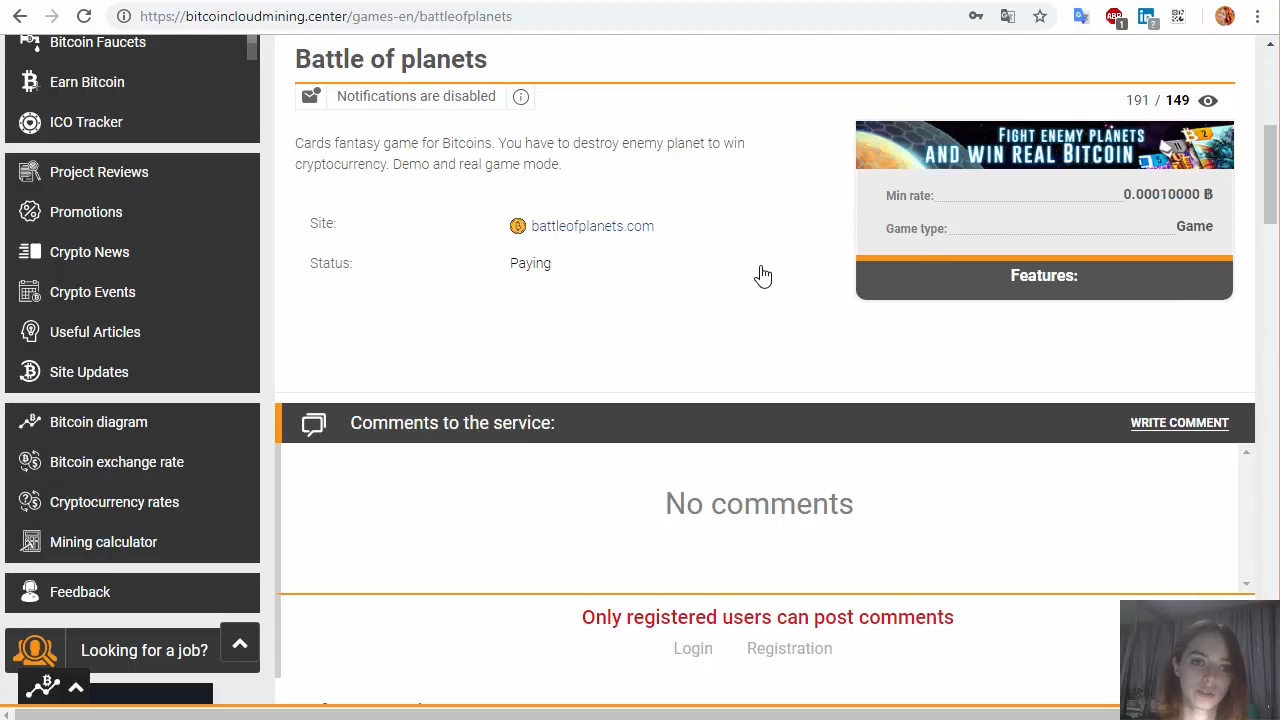 https://bitcoincloudmining.center/games-en/battleofplanets
ABP
1
?
Bitcoin Faucets
Earn Bitcoin
ICO Tracker
Project Reviews
Promotions
Crypto News
Crypto Events
Useful Articles
Site Updates
Bitcoin diagram
Bitcoin exchange rate
Cryptocurrency rates
Mining calculator
Feedback
Looking for a job?
Battle of planets
Notifications are disabled
191 / 149
Cards fantasy game for Bitcoins. You have to destroy enemy planet to win
cryptocurrency. Demo and real game mode.
Site: battleofplanets.com
Status: Paying
FIGHT ENEMY PLANETS
AND WIN REAL BITCOIN
Min rate: 0.00010000 ฿
Game type: Game
Features:
Comments to the service: WRITE COMMENT
No comments
Only registered users can post comments
Login Registration